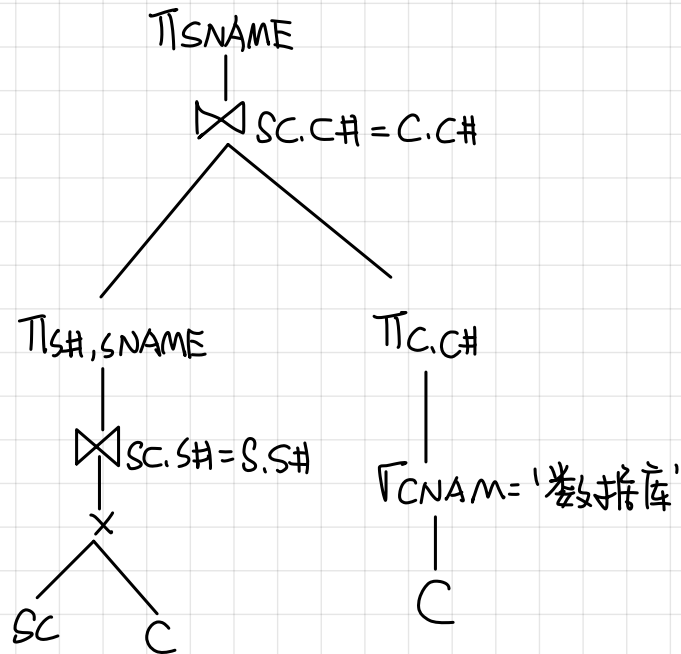 πSNAME
⋈ SC.C# = C.C#
πS#,SNAME
πC.C#
⋈ SC.S# = S.S#
σCNAM = '数据库'
×
SC
C
C